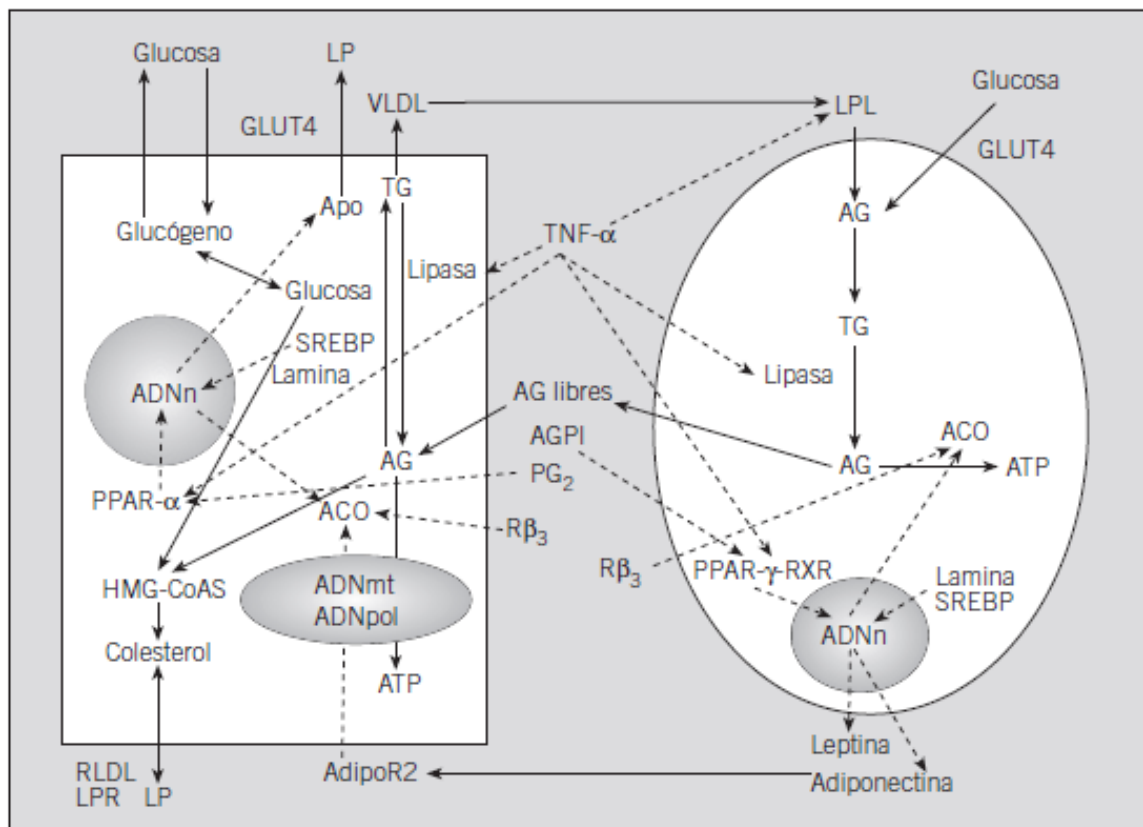 Glucosa
LP
VLDL
LPL
Glucosa
GLUT4
GLUT4
TG
Apo
AG
Glucógeno
TNF-α
Lipasa
Glucosa
TG
SREBP
Lamina
Lipasa
ADNn
AG libres
ACO
AGPI
AG
AG
ATP
PG2
PPAR-α
ACO
Rβ3
Rβ3
PPAR-γ-RXR
HMG-CoAS
ADNmt
ADNpol
Lamina
SREBP
ADNn
Colesterol
ATP
Leptina
RLDL
LPR LP
AdipoR2
Adiponectina